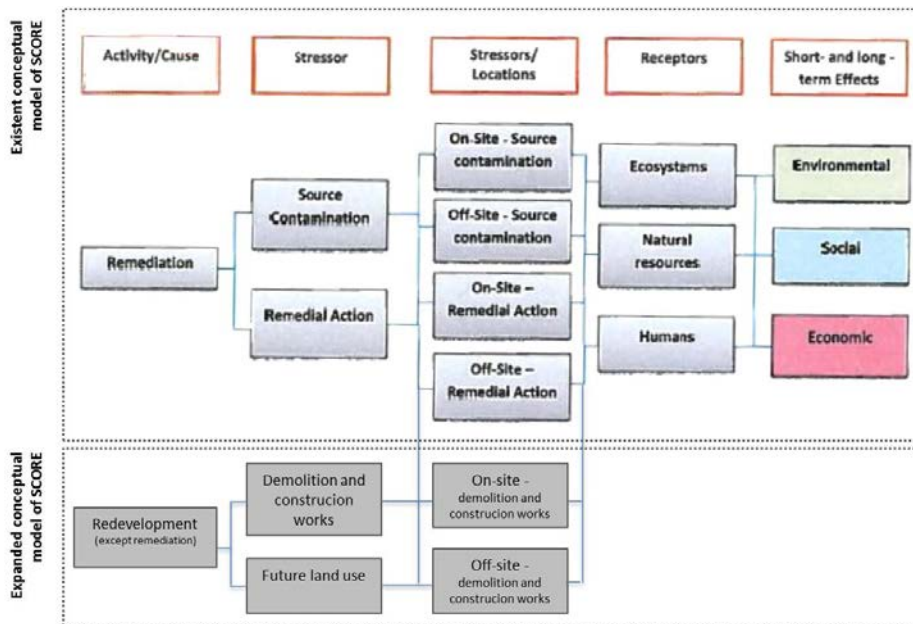 Existent conceptual
model of SCORE
Activity/Cause
Stressor
Stressors/
Locations
Receptors
Short- and long -
term Effects
Remediation
Source
Contamination
Remedial Action
On-Site - Source
contamination
Off-Site - Source
contamination
On-Site –
Remedial Action
Off-Site –
Remedial Action
Ecosystems
Natural
resources
Humans
Environmental
Social
Economic
Expanded conceptual
model of SCORE
Redevelopment
(except remediation)
Demolition and
construcion
works
Future land use
On-site -
demolition and
construcion works
Off-site -
demolition and
construcion works